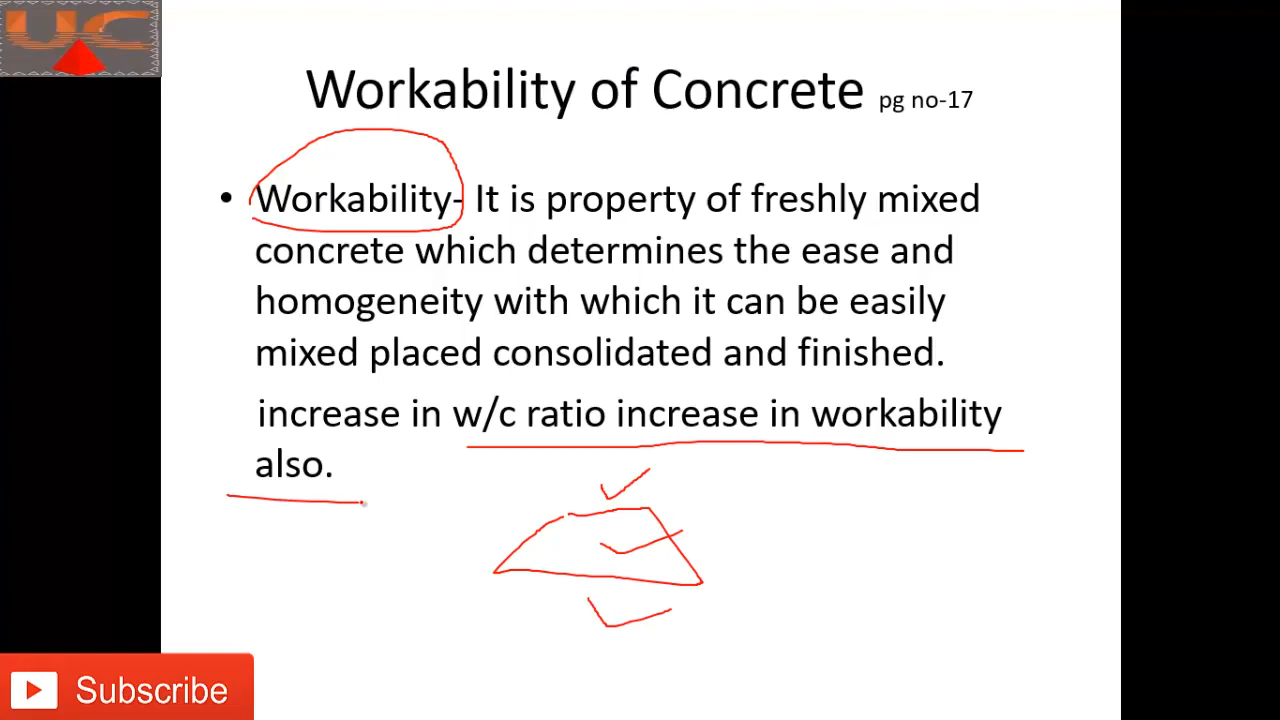 UC
Workability of Concrete pg no-17
• Workability- It is property of freshly mixed
concrete which determines the ease and
homogeneity with which it can be easily
mixed placed consolidated and finished.
increase in w/c ratio increase in workability
also.
Subscribe